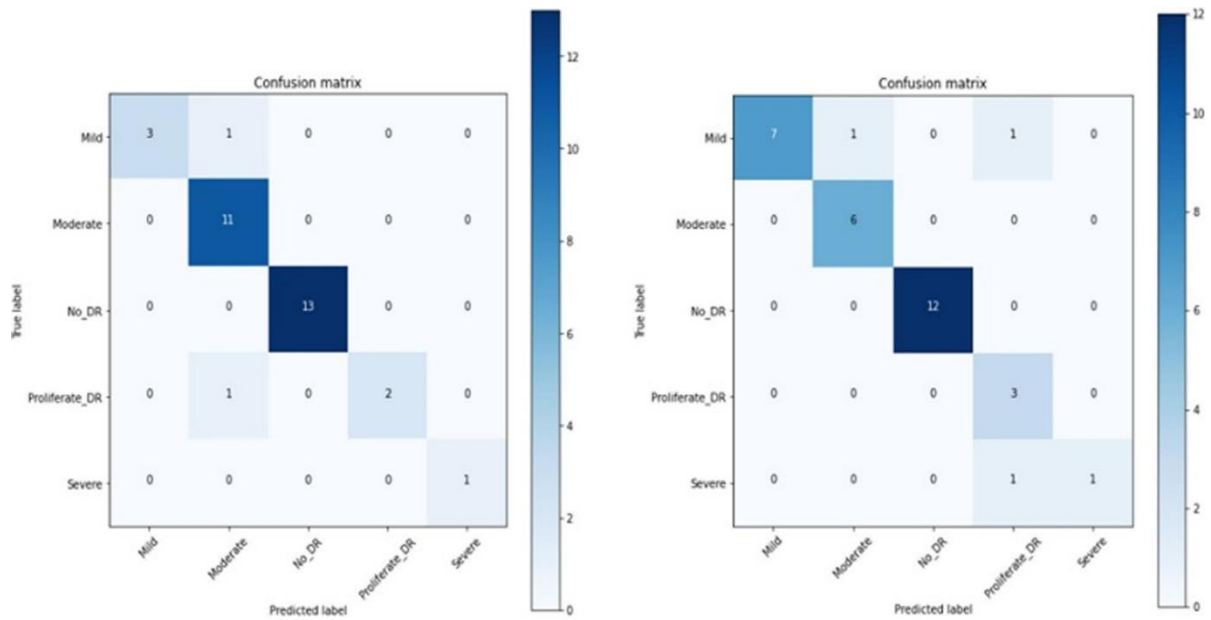 Confusion matrix
True label
Mild 3 1 0 0 0
Moderate 0 11 0 0 0
No_DR 0 0 13 0 0
Proliferate_DR 0 1 0 2 0
Severe 0 0 0 0 1
Mild Moderate No_DR Proliferate_DR Severe
Predicted label
12
10
8
6
4
2
0
Confusion matrix
True label
Mild 7 1 0 1 0
Moderate 0 6 0 0 0
No_DR 0 0 12 0 0
Proliferate_DR 0 0 0 3 0
Severe 0 0 0 1 1
Mild Moderate No_DR Proliferate_DR Severe
Predicted label
12
10
8
6
4
2
0